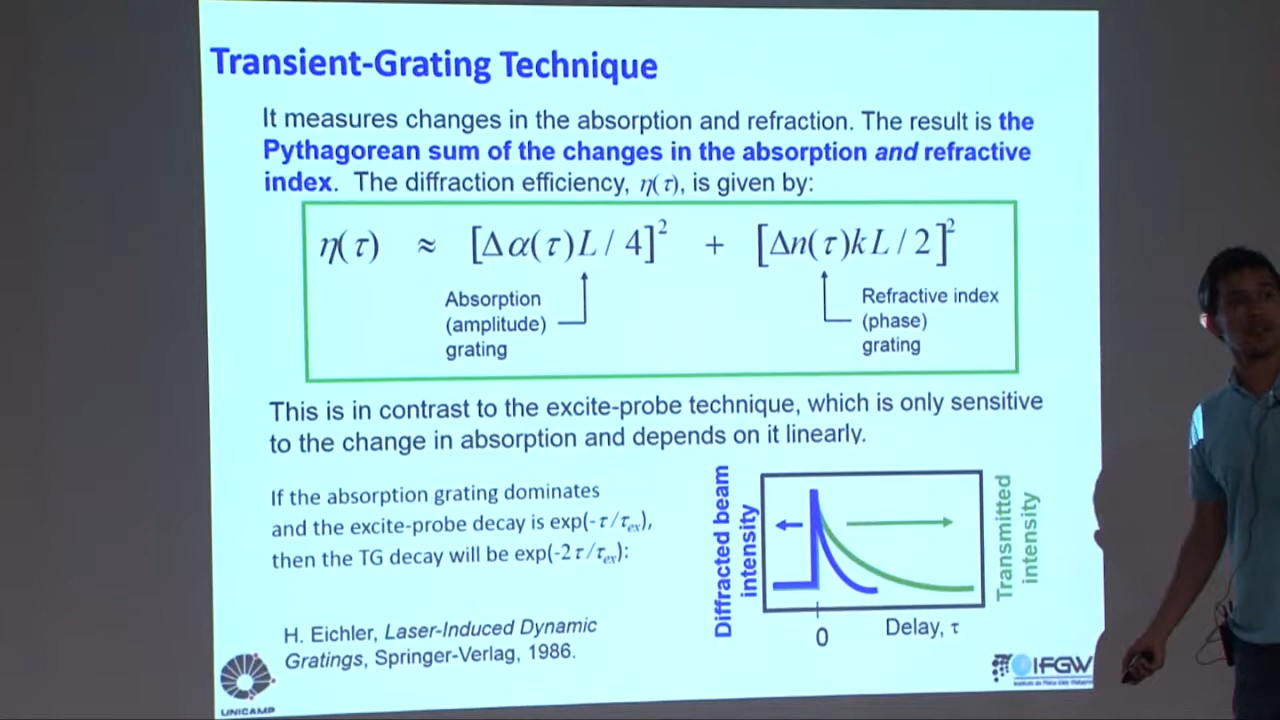 Transient-Grating Technique
It measures changes in the absorption and refraction. The result is the
Pythagorean sum of the changes in the absorption and refractive
index. The diffraction efficiency, η(τ), is given by:
η(τ) ≈ [Δα(τ)L / 4]² + [Δn(τ)kL / 2]²
Absorption
(amplitude)
grating
Refractive index
(phase)
grating
This is in contrast to the excite-probe technique, which is only sensitive
to the change in absorption and depends on it linearly.
If the absorption grating dominates
and the excite-probe decay is exp(-τ/τex),
then the TG decay will be exp(-2τ/τex):
Diffracted beam
intensity
Transmitted
intensity
0
Delay, τ
H. Eichler, Laser-Induced Dynamic
Gratings, Springer-Verlag, 1986.
UNICAMP
IFGW